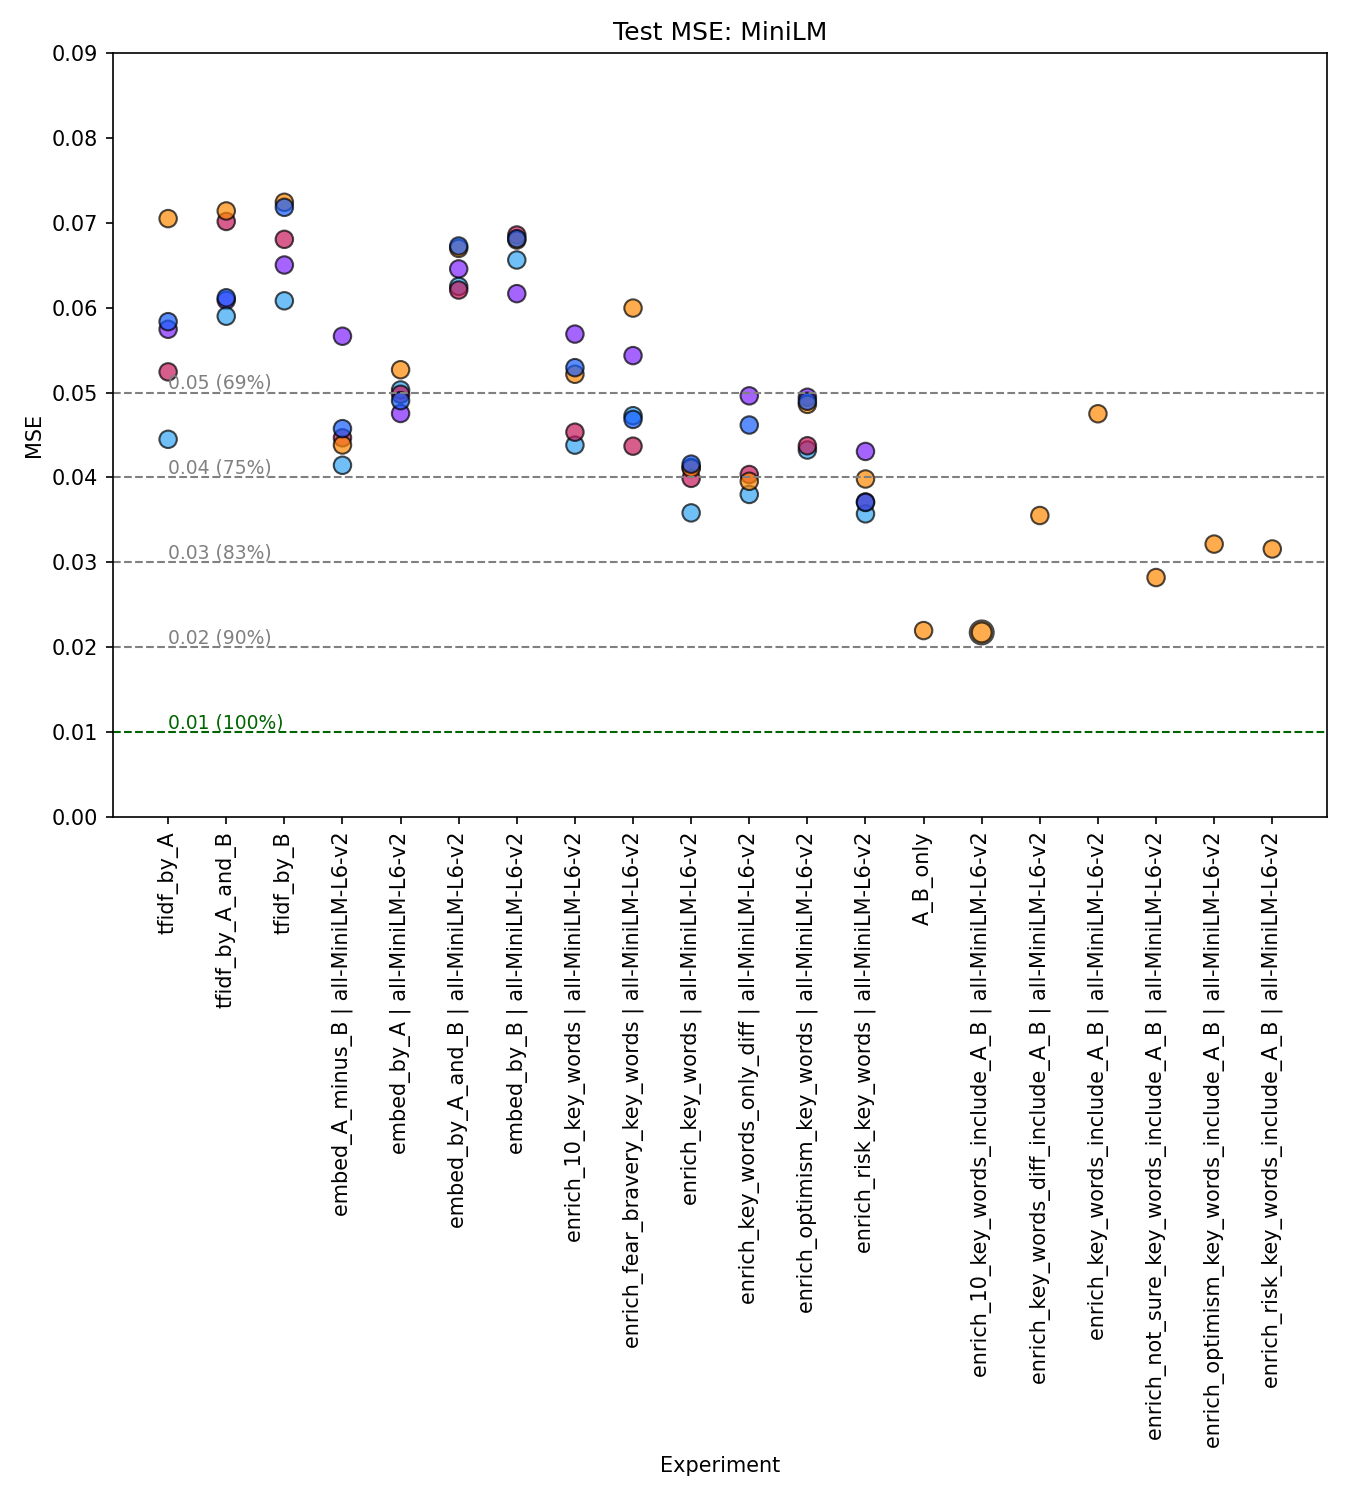 Test MSE: MiniLM
MSE
0.09
0.08
0.07
0.06
0.05
0.04
0.03
0.02
0.01
0.00
0.05 (69%)
0.04 (75%)
0.03 (83%)
0.02 (90%)
0.01 (100%)
tfidf_by_A
tfidf_by_A_and_B
tfidf_by_B
embed_A_minus_B | all-MiniLM-L6-v2
embed_by_A | all-MiniLM-L6-v2
embed_by_A_and_B | all-MiniLM-L6-v2
embed_by_B | all-MiniLM-L6-v2
enrich_10_key_words | all-MiniLM-L6-v2
enrich_fear_bravery_key_words | all-MiniLM-L6-v2
enrich_key_words | all-MiniLM-L6-v2
enrich_key_words_only_diff | all-MiniLM-L6-v2
enrich_optimism_key_words | all-MiniLM-L6-v2
enrich_risk_key_words | all-MiniLM-L6-v2
A_B_only
enrich_10_key_words_include_A_B | all-MiniLM-L6-v2
enrich_key_words_diff_include_A_B | all-MiniLM-L6-v2
enrich_key_words_include_A_B | all-MiniLM-L6-v2
enrich_not_sure_key_words_include_A_B | all-MiniLM-L6-v2
enrich_optimism_key_words_include_A_B | all-MiniLM-L6-v2
enrich_risk_key_words_include_A_B | all-MiniLM-L6-v2
Experiment